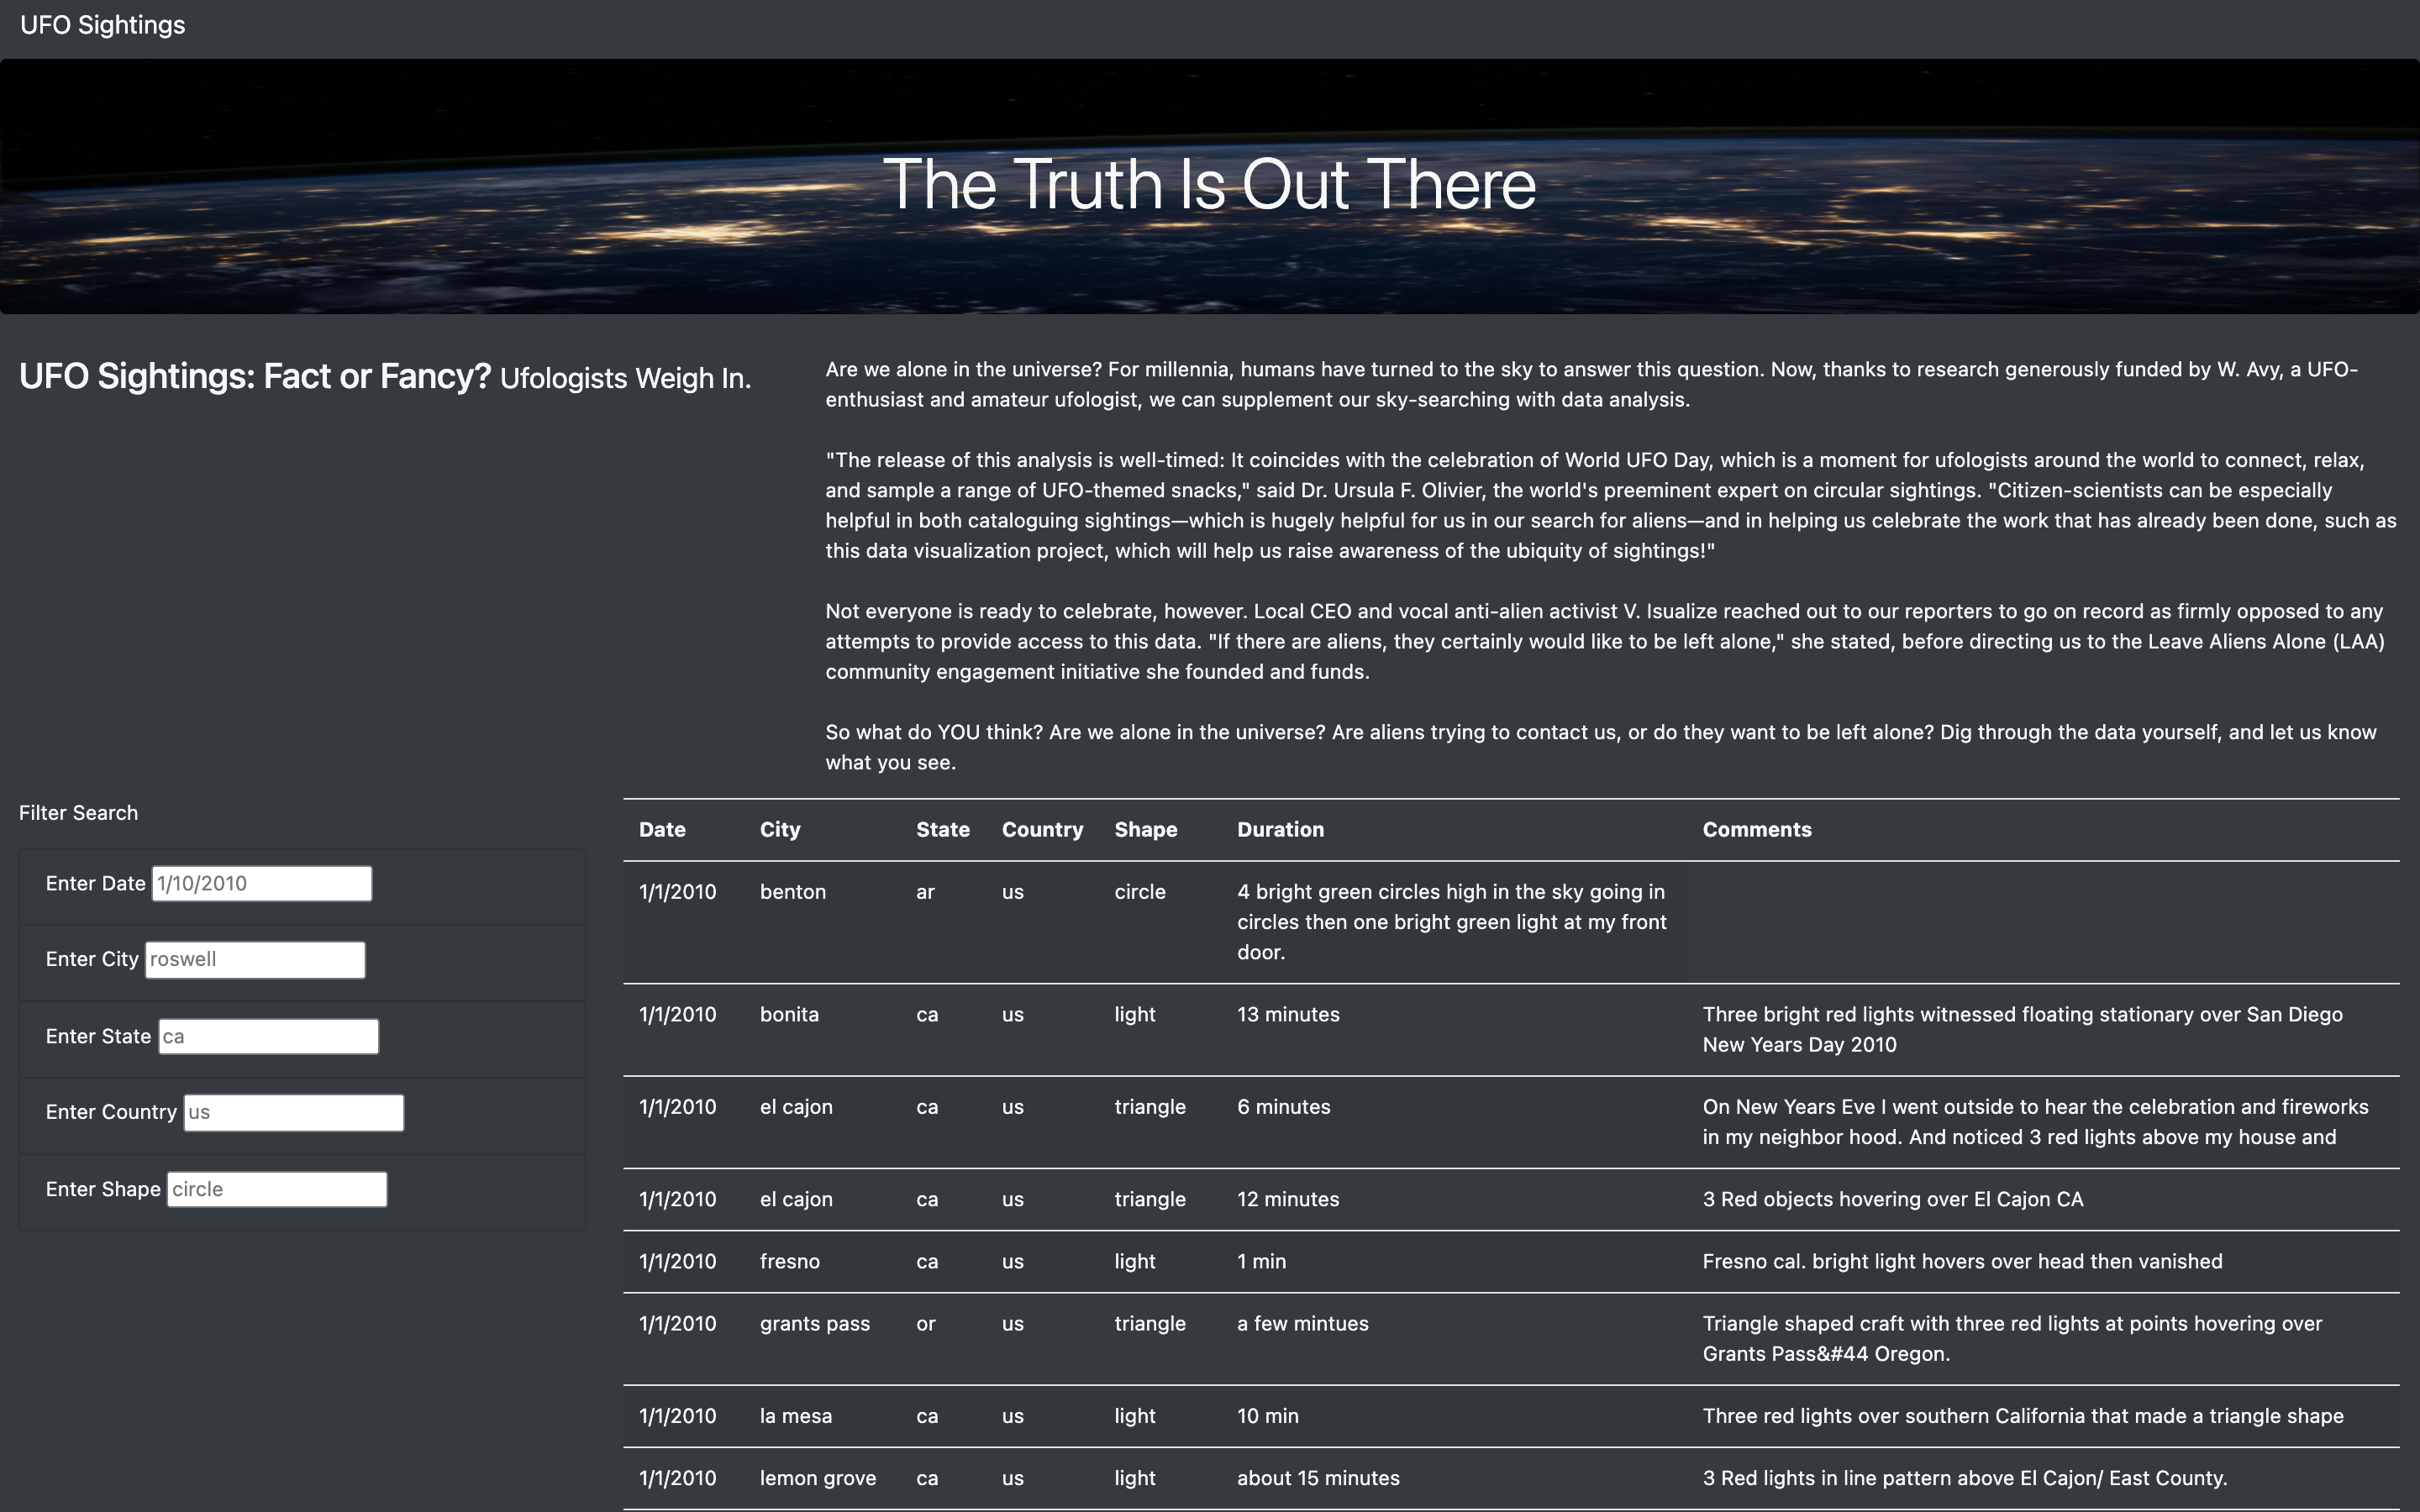 UFO Sightings
The Truth Is Out There
UFO Sightings: Fact or Fancy? Ufologists Weigh In.
Are we alone in the universe? For millennia, humans have turned to the sky to answer this question. Now, thanks to research generously funded by W. Avy, a UFO-
enthusiast and amateur ufologist, we can supplement our sky-searching with data analysis.
"The release of this analysis is well-timed: It coincides with the celebration of World UFO Day, which is a moment for ufologists around the world to connect, relax,
and sample a range of UFO-themed snacks," said Dr. Ursula F. Olivier, the world's preeminent expert on circular sightings. "Citizen-scientists can be especially
helpful in both cataloguing sightings—which is hugely helpful for us in our search for aliens—and in helping us celebrate the work that has already been done, such as
this data visualization project, which will help us raise awareness of the ubiquity of sightings!"
Not everyone is ready to celebrate, however. Local CEO and vocal anti-alien activist V. Isualize reached out to our reporters to go on record as firmly opposed to any
attempts to provide access to this data. "If there are aliens, they certainly would like to be left alone," she stated, before directing us to the Leave Aliens Alone (LAA)
community engagement initiative she founded and funds.
So what do YOU think? Are we alone in the universe? Are aliens trying to contact us, or do they want to be left alone? Dig through the data yourself, and let us know
what you see.
Filter Search
Enter Date 1/10/2010
Enter City roswell
Enter State ca
Enter Country us
Enter Shape circle
Date City State Country Shape Duration Comments
1/1/2010 benton ar us circle 4 bright green circles high in the sky going in
circles then one bright green light at my front
door.
1/1/2010 bonita ca us light 13 minutes Three bright red lights witnessed floating stationary over San Diego
New Years Day 2010
1/1/2010 el cajon ca us triangle 6 minutes On New Years Eve I went outside to hear the celebration and fireworks
in my neighbor hood. And noticed 3 red lights above my house and
1/1/2010 el cajon ca us triangle 12 minutes 3 Red objects hovering over El Cajon CA
1/1/2010 fresno ca us light 1 min Fresno cal. bright light hovers over head then vanished
1/1/2010 grants pass or us triangle a few mintues Triangle shaped craft with three red lights at points hovering over
Grants Pass&#44 Oregon.
1/1/2010 la mesa ca us light 10 min Three red lights over southern California that made a triangle shape
1/1/2010 lemon grove ca us light about 15 minutes 3 Red lights in line pattern above El Cajon/ East County.